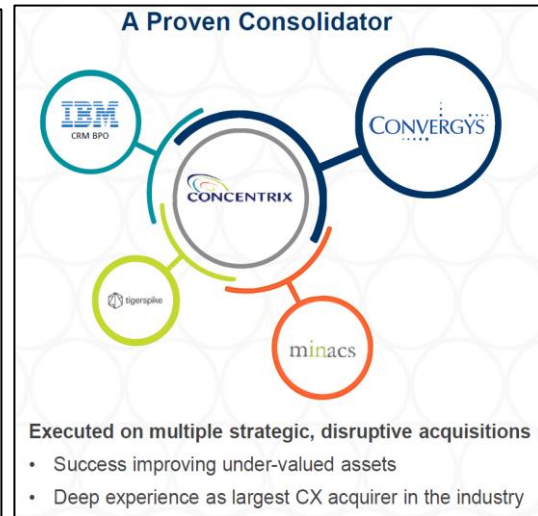 A Proven Consolidator
IBM
CRM BPO
CONVERGYS
CONCENTRIX
tigerspike
minacs
Executed on multiple strategic, disruptive acquisitions
• Success improving under-valued assets
• Deep experience as largest CX acquirer in the industry